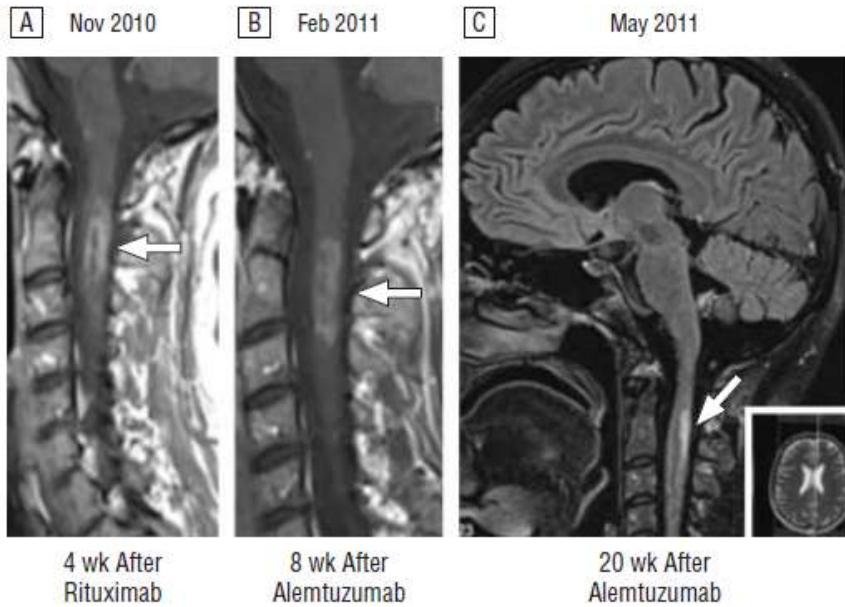 A Nov 2010
B Feb 2011
C May 2011
4 wk After
Rituximab
8 wk After
Alemtuzumab
20 wk After
Alemtuzumab